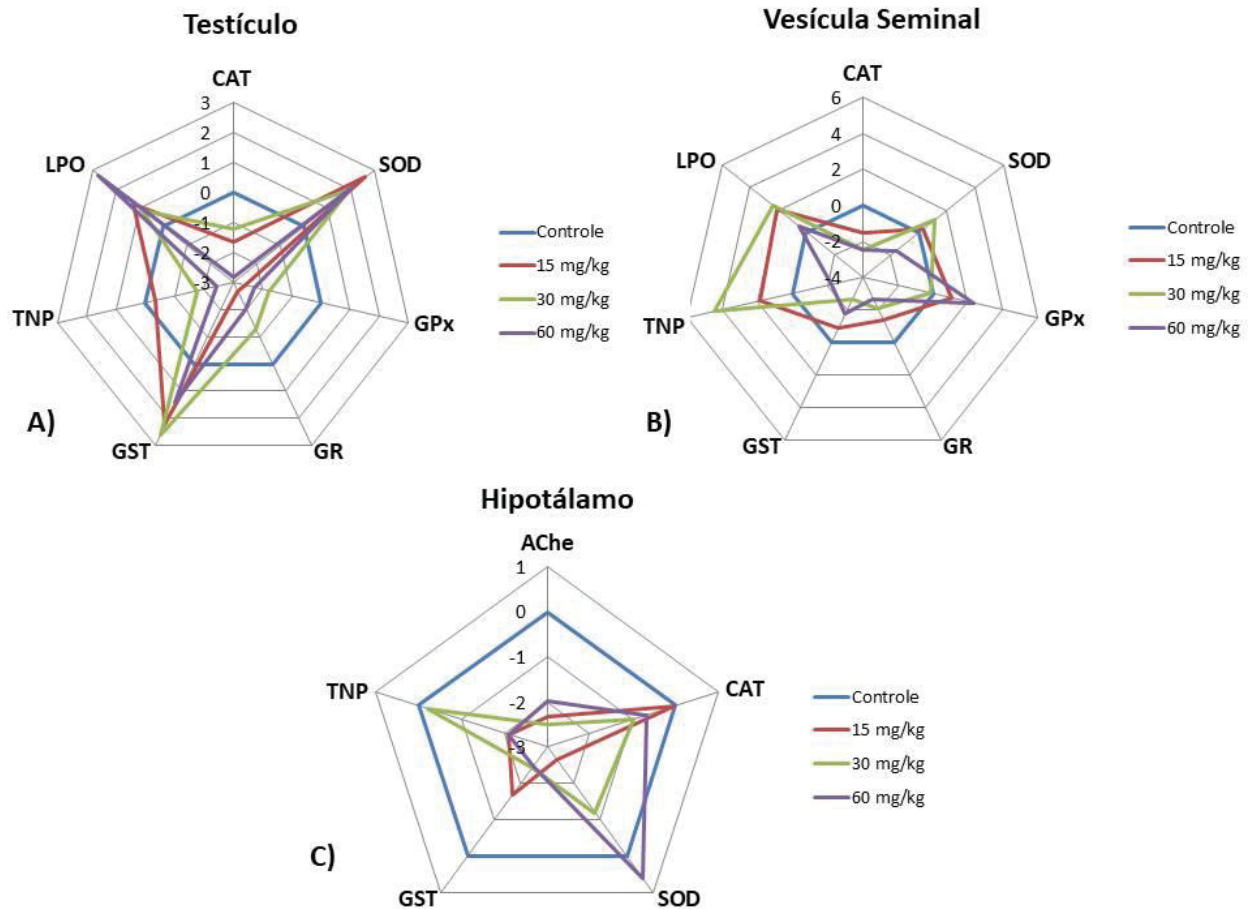 Testículo
CAT
3
2
1
0
-1
-2
-3
SOD
GPx
GR
GST
TNP
LPO
Controle
15 mg/kg
30 mg/kg
60 mg/kg
A)
Vesícula Seminal
CAT
6
4
2
0
-2
-4
SOD
GPx
GR
GST
TNP
LPO
Controle
15 mg/kg
30 mg/kg
60 mg/kg
B)
Hipotálamo
AChe
1
0
-1
-2
-3
CAT
SOD
GST
TNP
Controle
15 mg/kg
30 mg/kg
60 mg/kg
C)